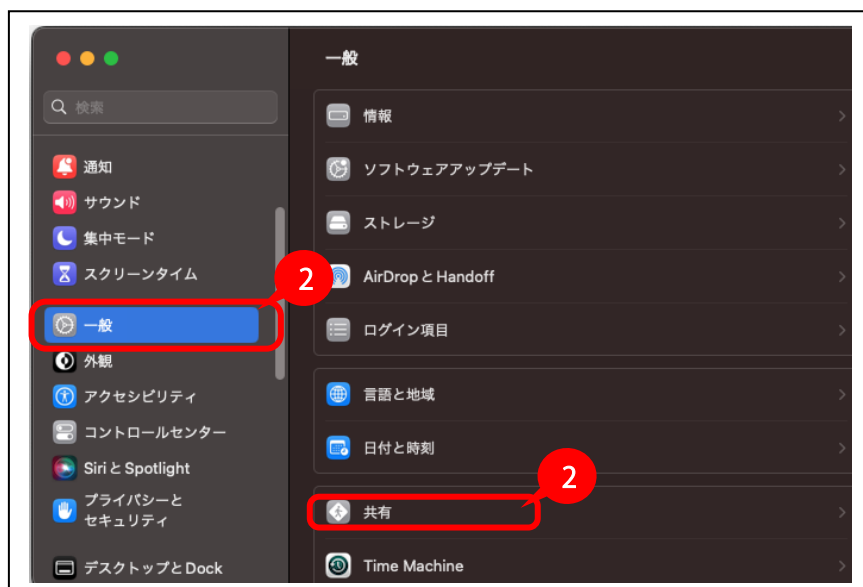 検索
通知
サウンド
集中モード
スクリーンタイム
2
一般
外観
アクセシビリティ
コントロールセンター
Siri と Spotlight
プライバシーと
セキュリティ
デスクトップと Dock
一般
情報
ソフトウェアアップデート
ストレージ
AirDrop と Handoff
ログイン項目
言語と地域
日付と時刻
2
共有
Time Machine